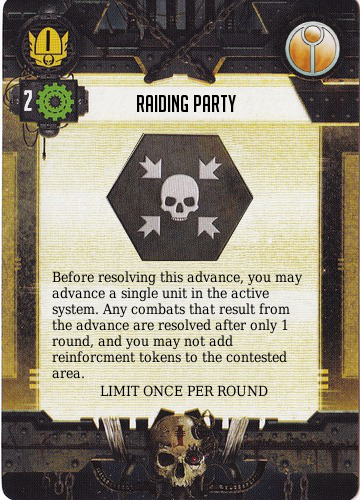 2
RAIDING PARTY
Before resolving this advance, you may
advance a single unit in the active
system. Any combats that result from
the advance are resolved after only 1
round, and you may not add
reinforcment tokens to the contested
area.
LIMIT ONCE PER ROUND